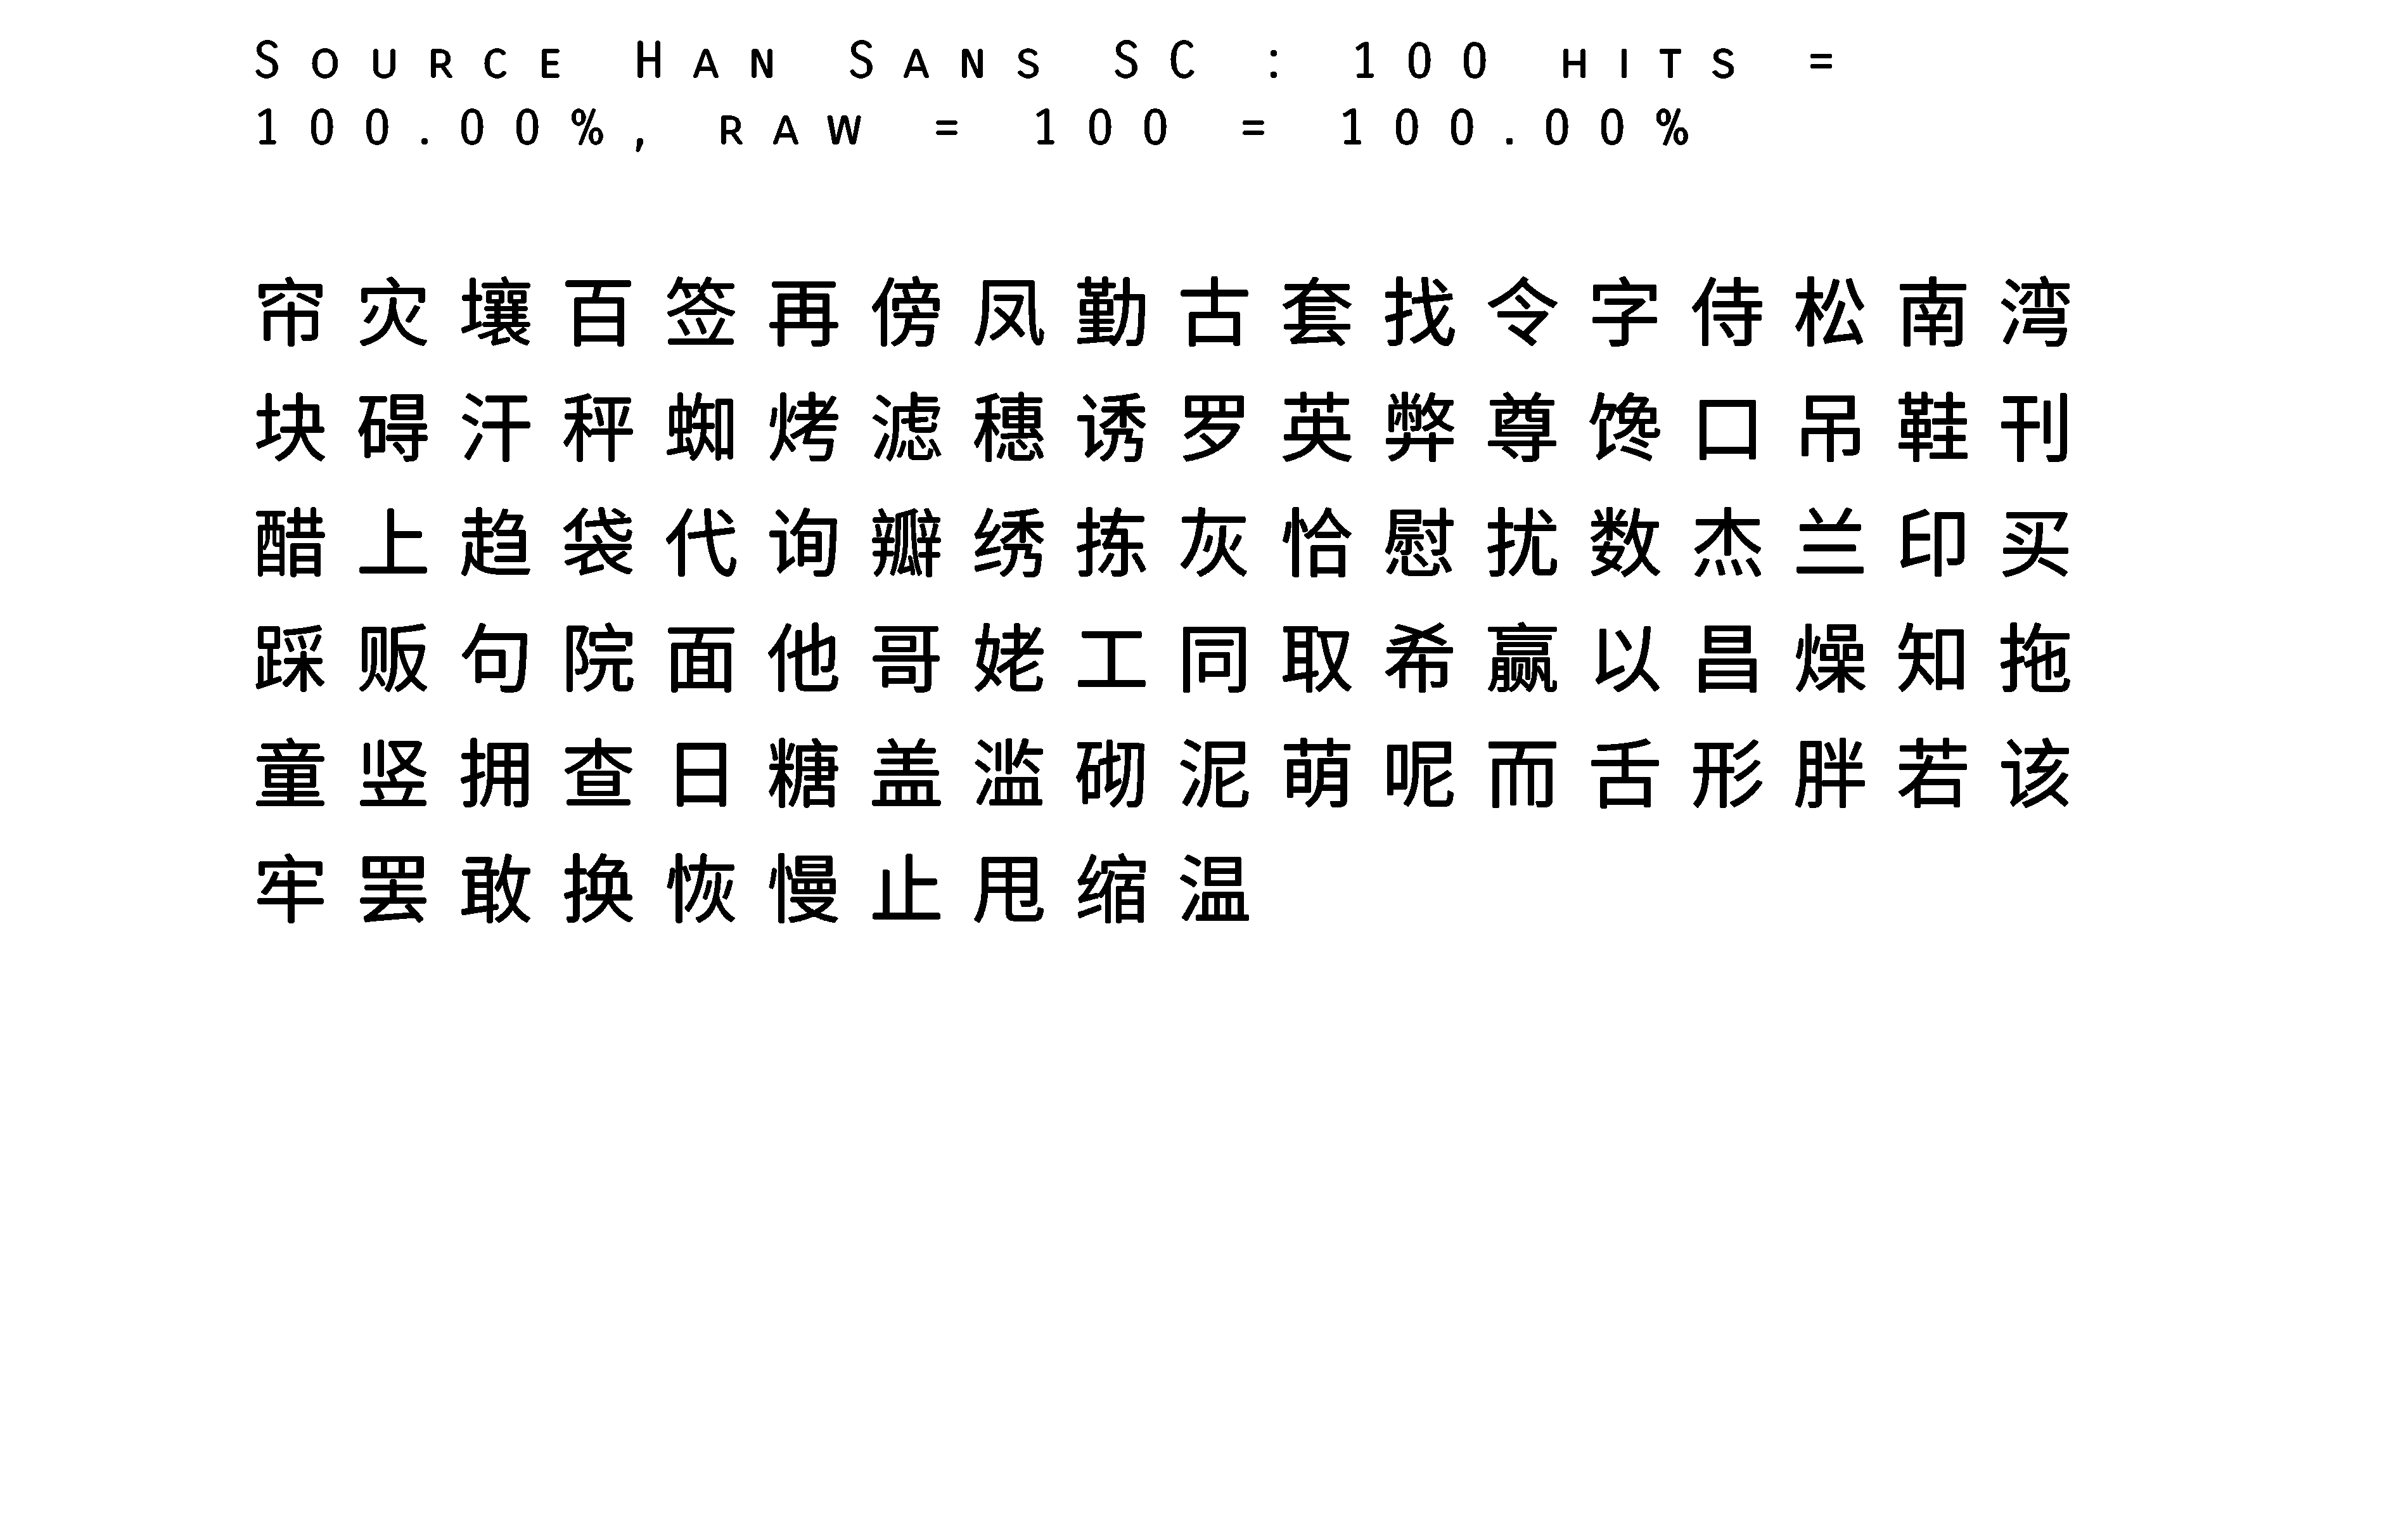 Source Han Sans SC : 100 hits =
100.00%, raw = 100 = 100.00%
帘灾壤百签再傍凤勤古套找令字侍松南湾
块碍汗秤蜘烤滤穗诱罗英弊尊馋口吊鞋刊
醋上趋袋代询瓣绣拣灰恰慰扰数杰兰印买
踩贩句院面他哥姥工同取希赢以昌燥知拖
童竖拥查日糖盖滥砌泥萌呢而舌形胖若该
牢罢敢换恢慢止甩缩温